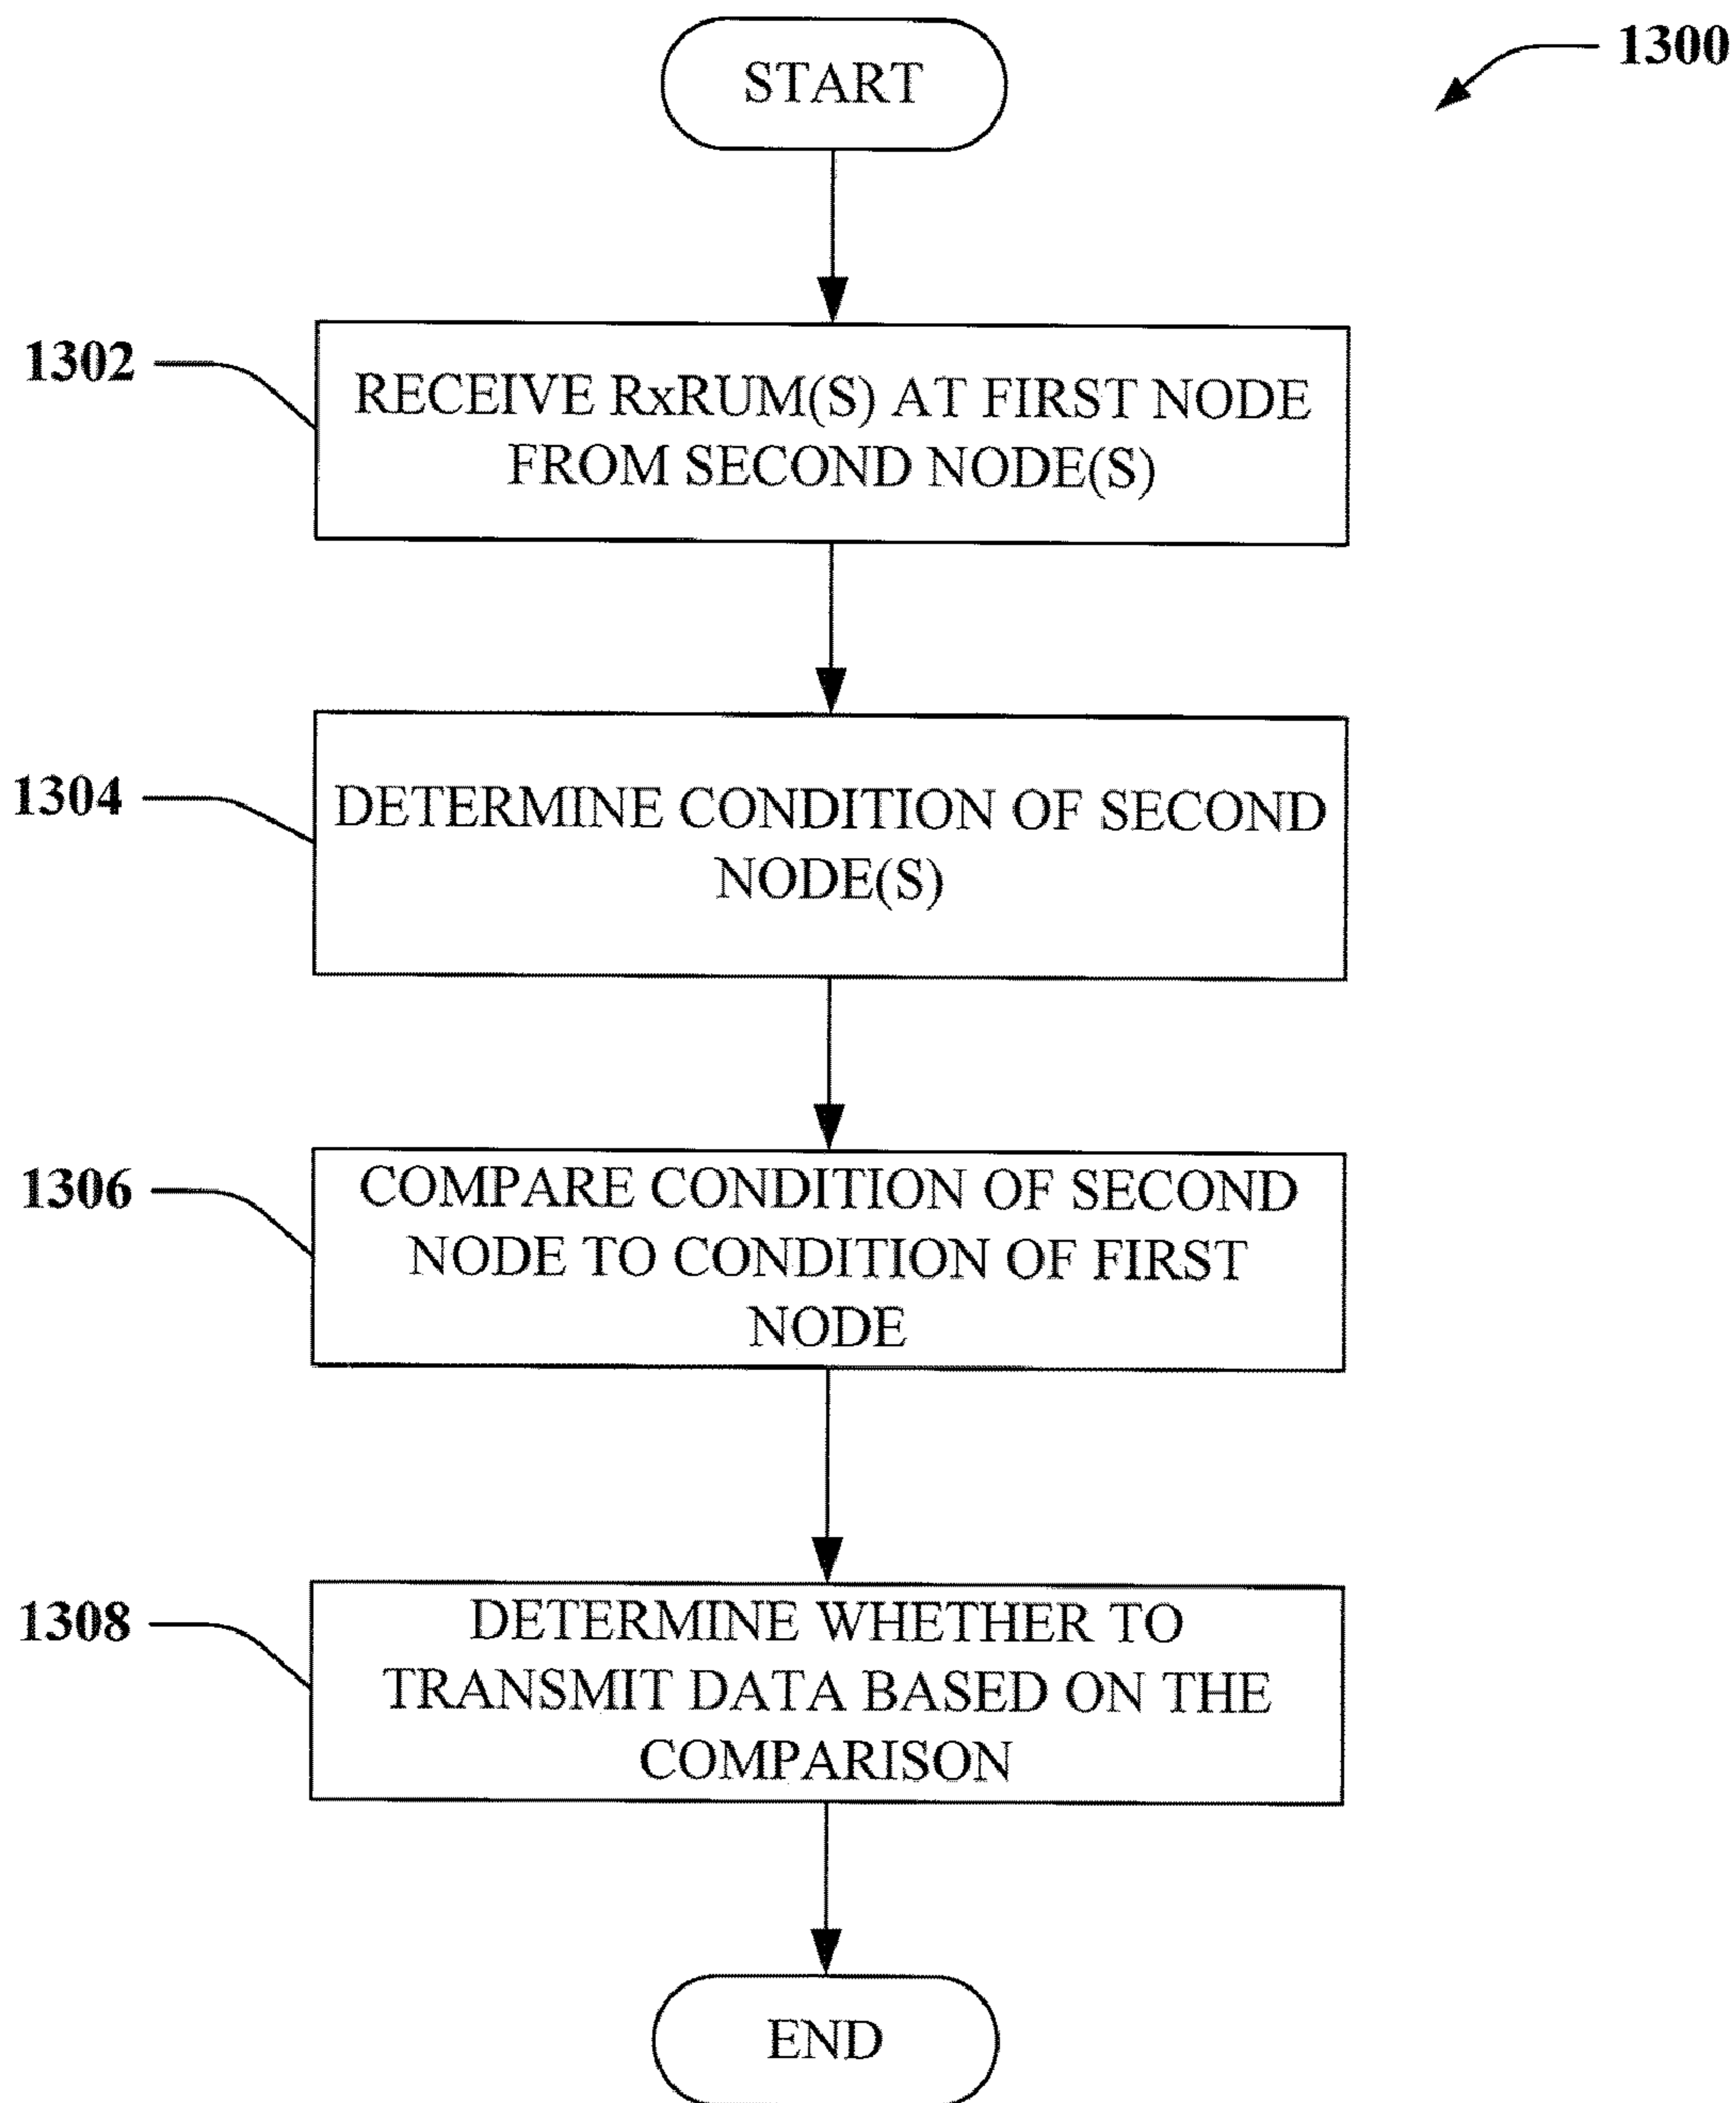 START
1300
1302
RECEIVE RxRUM(S) AT FIRST NODE
FROM SECOND NODE(S)
1304
DETERMINE CONDITION OF SECOND
NODE(S)
1306
COMPARE CONDITION OF SECOND
NODE TO CONDITION OF FIRST
NODE
1308
DETERMINE WHETHER TO
TRANSMIT DATA BASED ON THE
COMPARISON
END